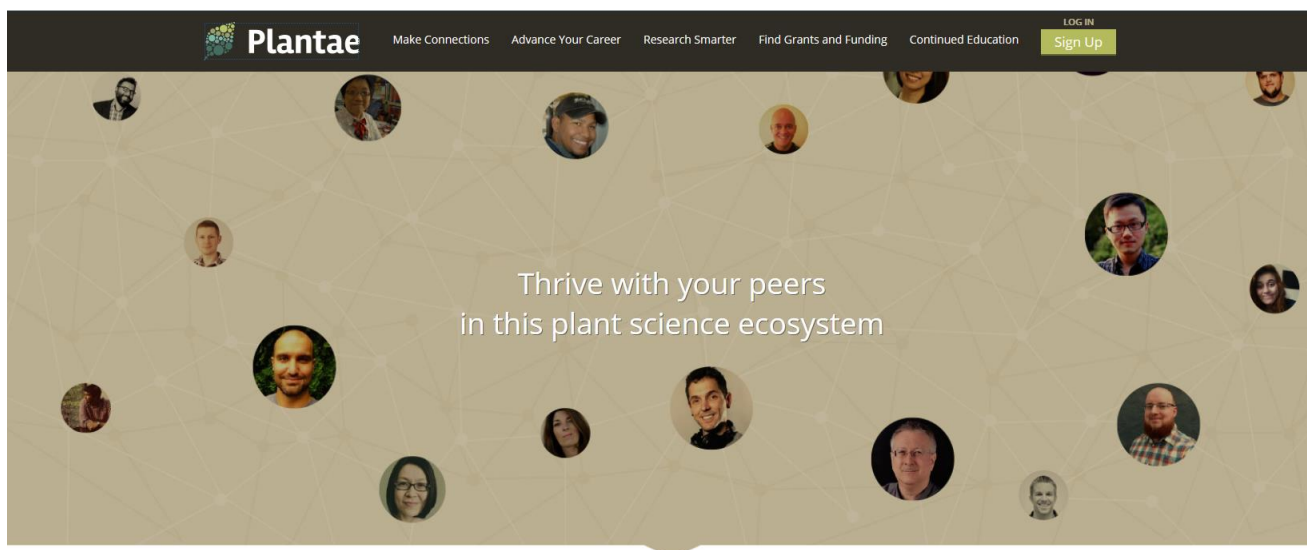 LOG IN
Plantae
Make Connections
Advance Your Career
Research Smarter
Find Grants and Funding
Continued Education
Sign Up
Thrive with your peers
in this plant science ecosystem